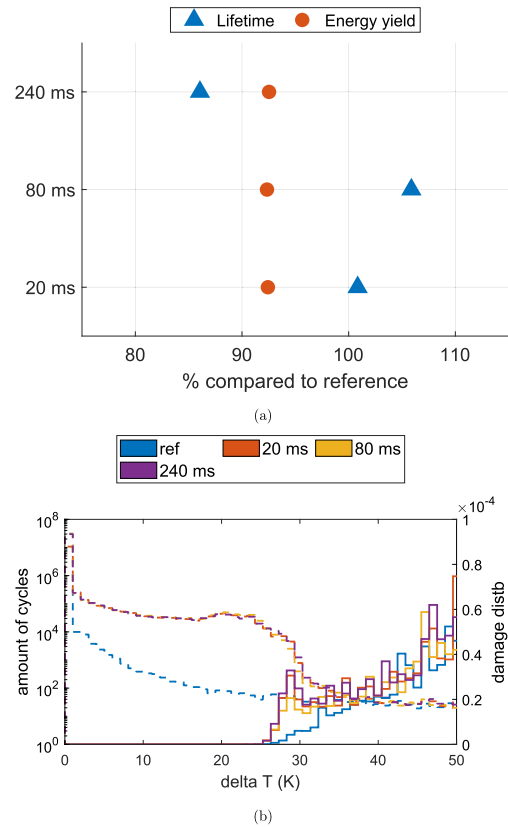 Lifetime Energy yield
240 ms
80 ms
20 ms
80 90 100 110
% compared to reference
(a)
ref 20 ms 80 ms
240 ms
×10⁻⁴
10⁸ 1
10⁶ 0.8
10⁴ 0.6
10² 0.4
10⁰ 0.2
0
amount of cycles
damage distb
0 10 20 30 40 50
delta T (K)
(b)